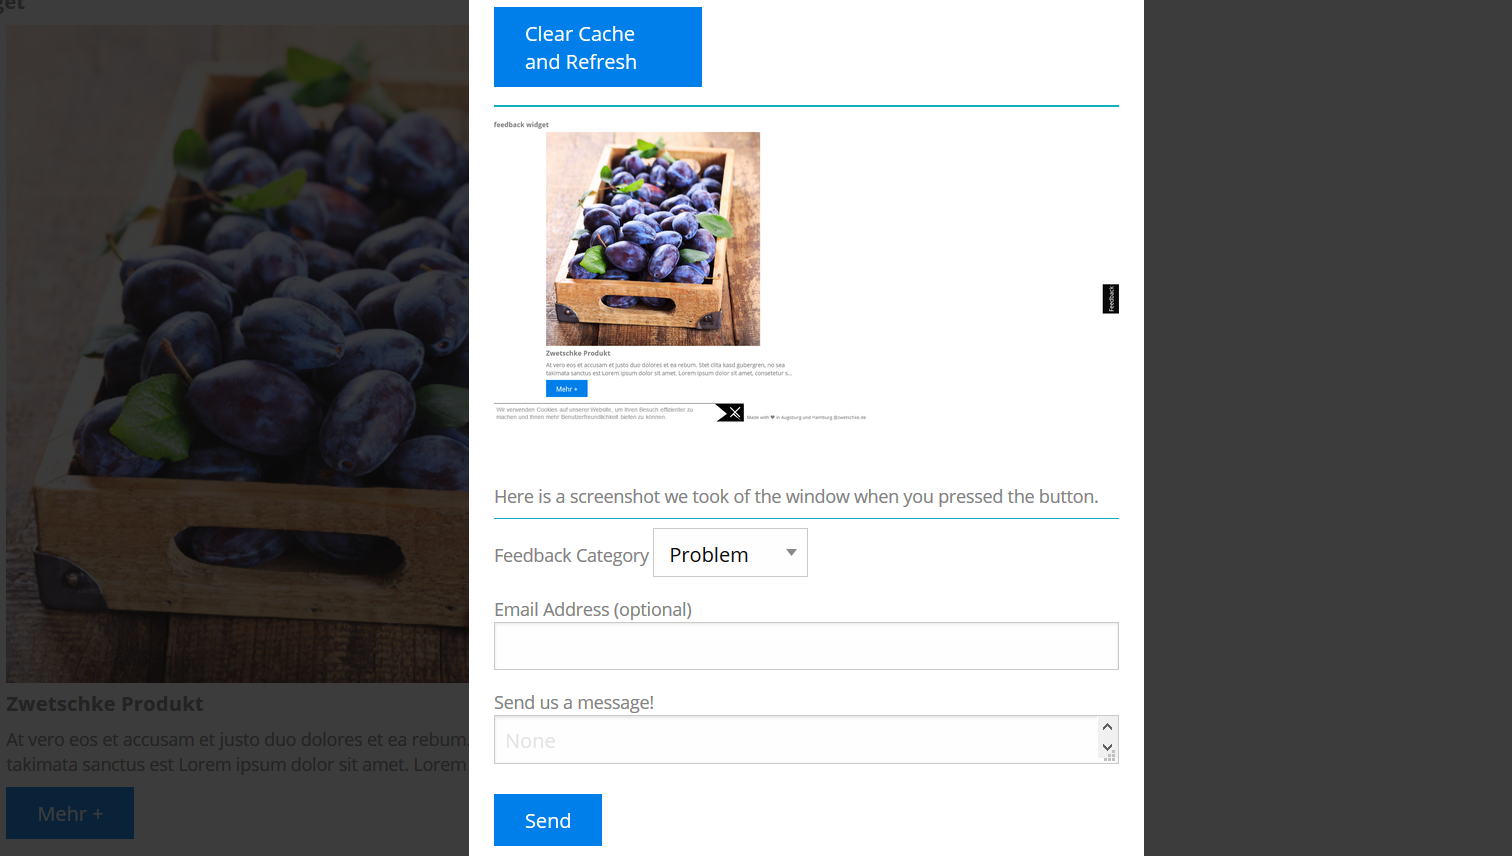 get
Clear Cache
and Refresh
feedback widget
Feedback
Zwetschke Produkt
At vero eos et accusam et justo duo dolores et ea rebum. Stet clita kasd gubergren, no sea
takimata sanctus est Lorem ipsum dolor sit amet. Lorem ipsum dolor sit amet, consetetur s...
Mehr +
Wir verwenden Cookies auf unserer Website, um Ihren Besuch effizienter zu
machen und Ihnen mehr Benutzerfreundlichkeit bieten zu können.
Made with ❤ in Augsburg und Hamburg @zwetschke.de
Here is a screenshot we took of the window when you pressed the button.
Feedback Category Problem
Email Address (optional)
Send us a message!
None
Send
Zwetschke Produkt
At vero eos et accusam et justo duo dolores et ea rebum.
takimata sanctus est Lorem ipsum dolor sit amet. Lorem
Mehr +